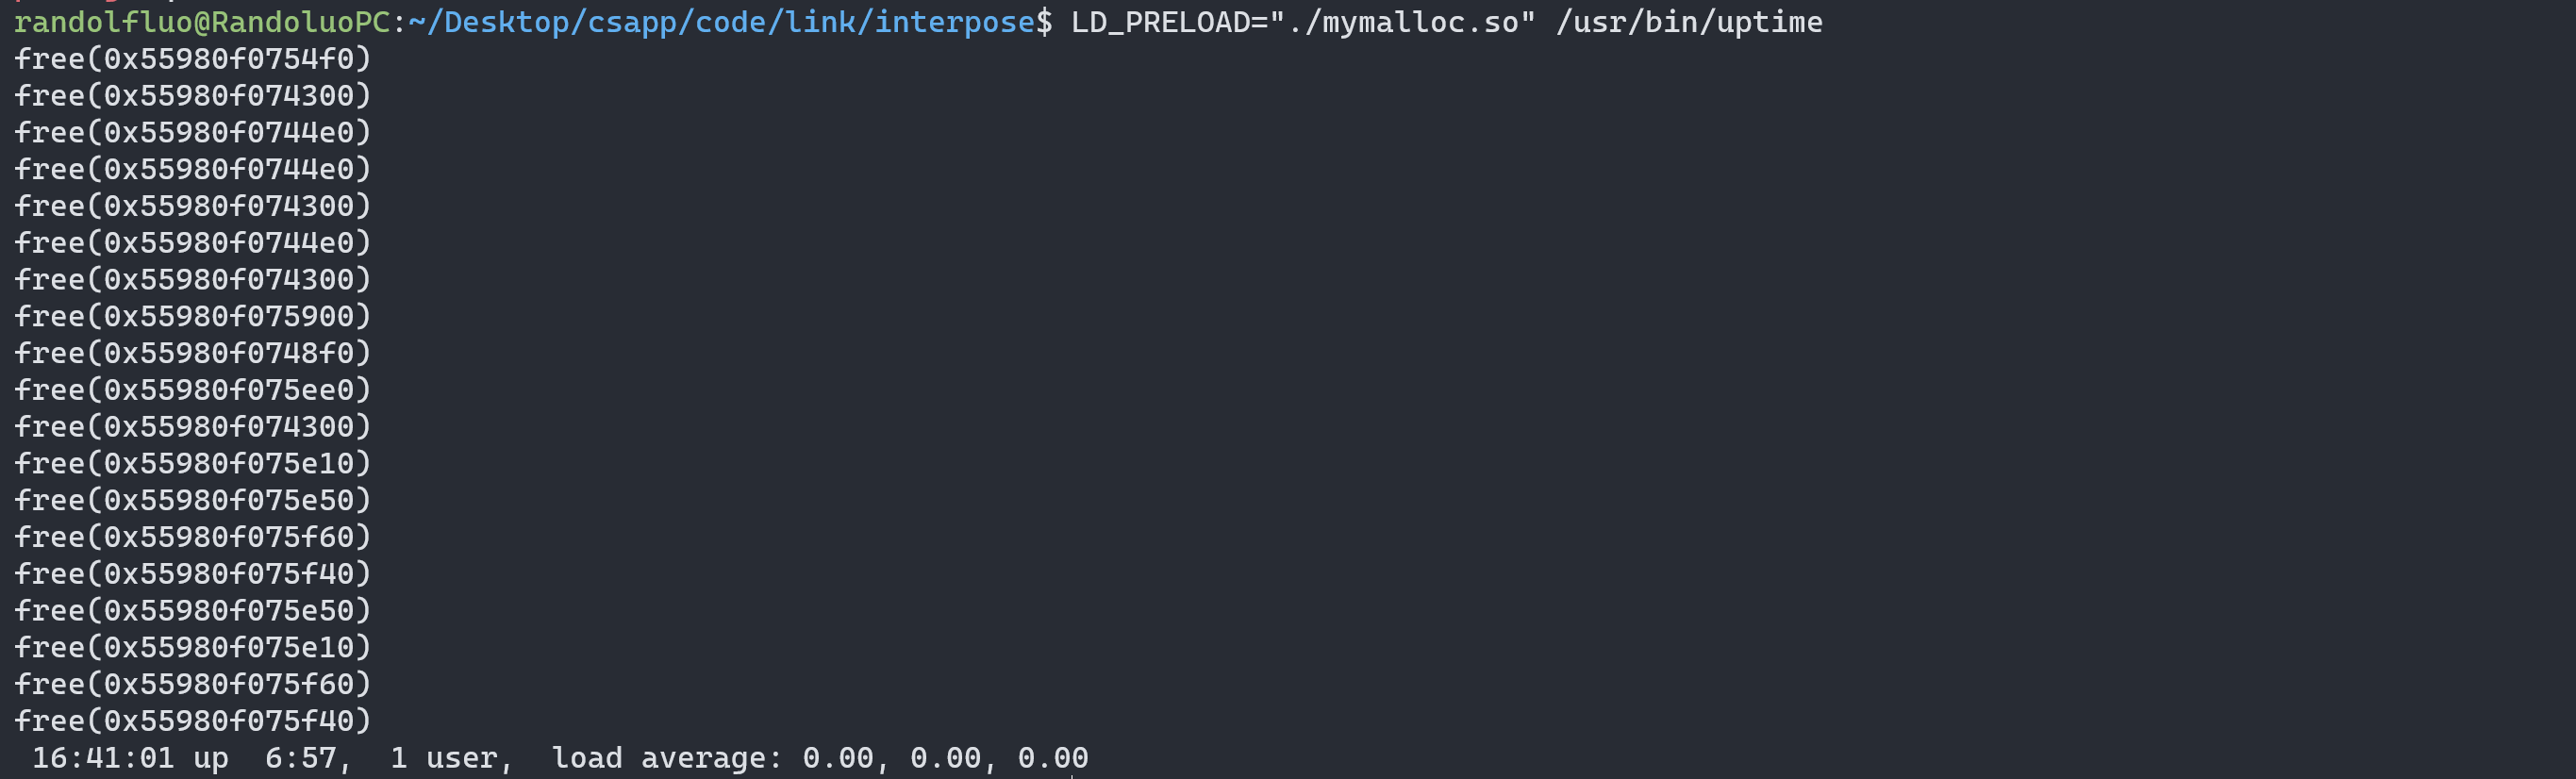 randolfluo@RandoluoPC:~/Desktop/csapp/code/link/interpose$ LD_PRELOAD="./mymalloc.so" /usr/bin/uptime
free(0x55980f0754f0)
free(0x55980f074300)
free(0x55980f0744e0)
free(0x55980f0744e0)
free(0x55980f074300)
free(0x55980f0744e0)
free(0x55980f074300)
free(0x55980f075900)
free(0x55980f0748f0)
free(0x55980f075ee0)
free(0x55980f074300)
free(0x55980f075e10)
free(0x55980f075e50)
free(0x55980f075f60)
free(0x55980f075f40)
free(0x55980f075e50)
free(0x55980f075e10)
free(0x55980f075f60)
free(0x55980f075f40)
 16:41:01 up  6:57,  1 user,  load average: 0.00, 0.00, 0.00